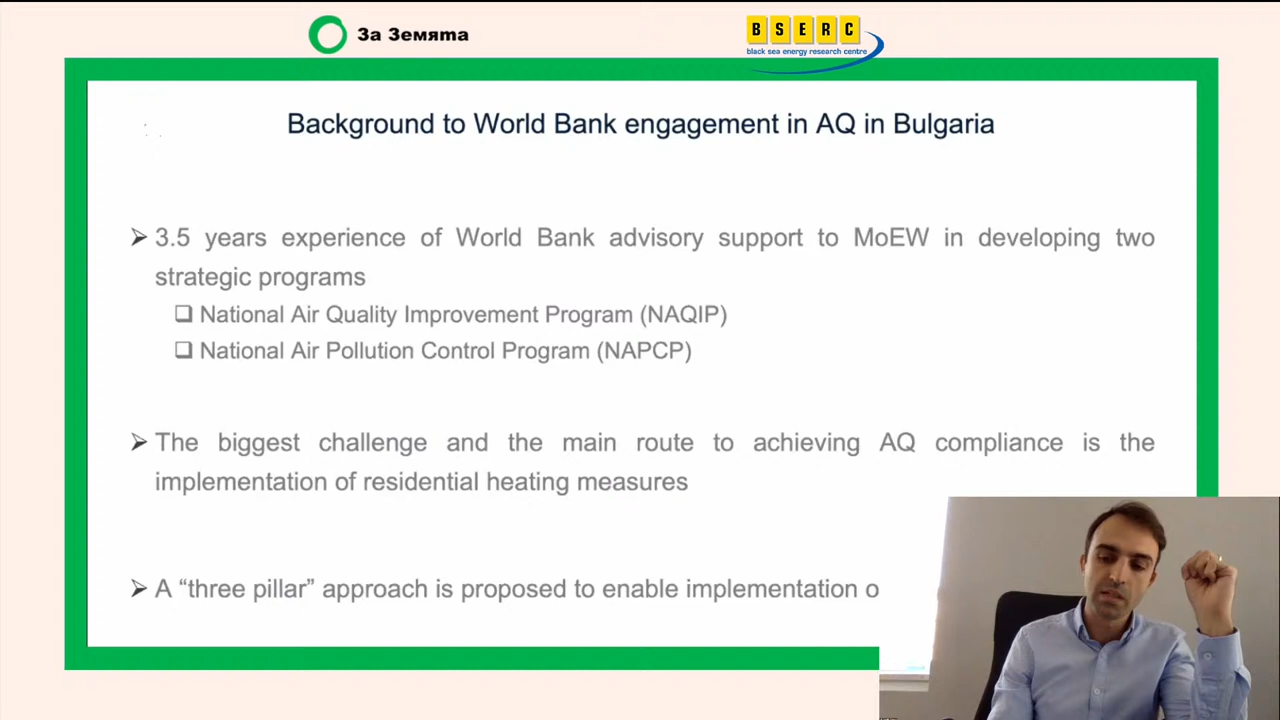 За Земята
BSERC
black sea energy research centre
Background to World Bank engagement in AQ in Bulgaria
➢ 3.5 years experience of World Bank advisory support to MoEW in developing two
strategic programs
❑ National Air Quality Improvement Program (NAQIP)
❑ National Air Pollution Control Program (NAPCP)
➢ The biggest challenge and the main route to achieving AQ compliance is the
implementation of residential heating measures
➢ A “three pillar” approach is proposed to enable implementation o